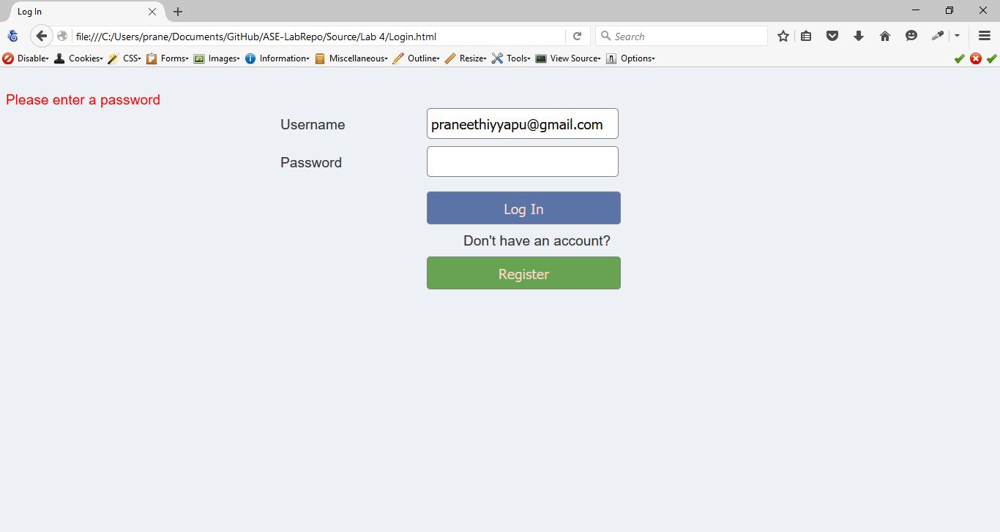 Log In
file:///C:/Users/prane/Documents/GitHub/ASE-LabRepo/Source/Lab 4/Login.html
Search
Disable Cookies CSS Forms Images Information Miscellaneous Outline Resize Tools View Source Options
Please enter a password
Username praneethiyyapu@gmail.com
Password
Log In
Don't have an account?
Register